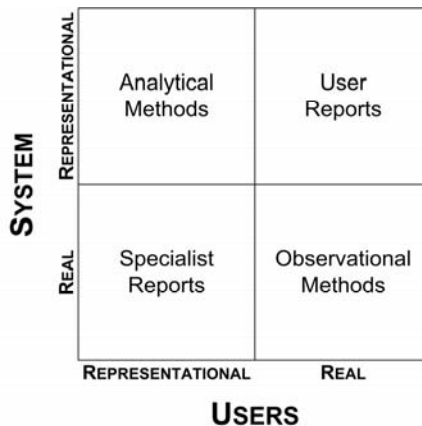 SYSTEM
REPRESENTATIONAL
Analytical
Methods
User
Reports
REAL
Specialist
Reports
Observational
Methods
REPRESENTATIONAL
REAL
USERS